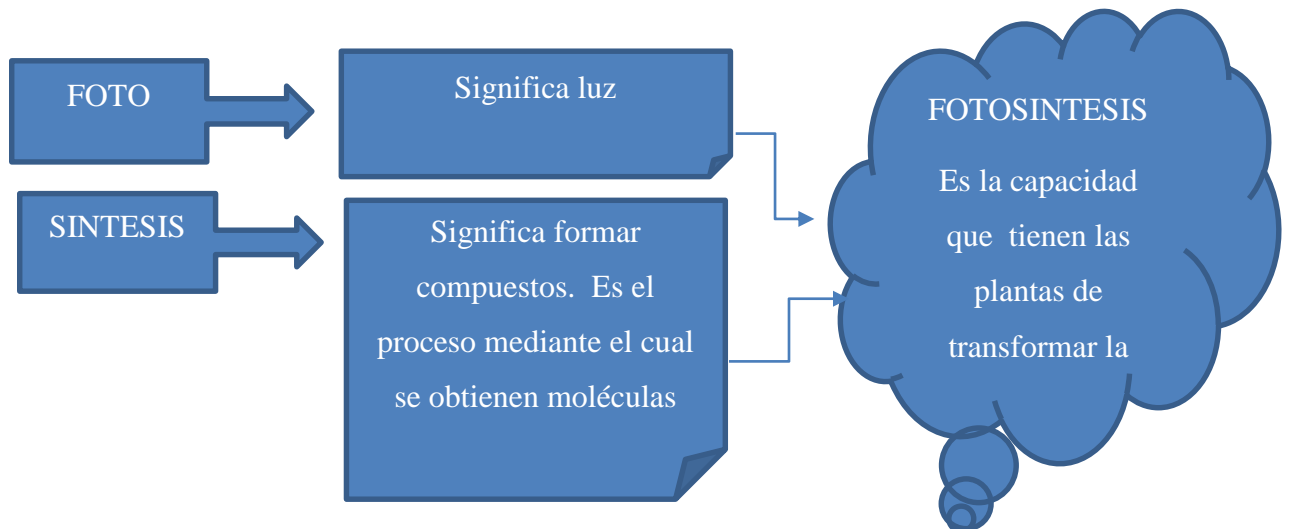 FOTO
Significa luz
SINTESIS
Significa formar
compuestos.  Es el
proceso mediante el cual
se obtienen moléculas
FOTOSINTESIS
Es la capacidad
que  tienen las
plantas de
transformar la